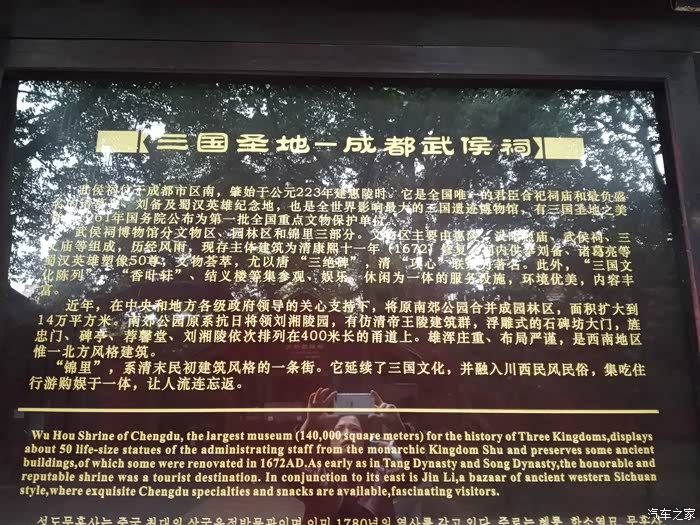 三国圣地—成都武侯祠
武侯祠位于成都市区南，肇始于公元223年建惠陵时。它是全国唯一的君臣合祀祠庙和最负盛
刘备及蜀汉英雄纪念地，也是全世界影响最大的三国遗迹博物馆，有三国圣地之美
1961年国务院公布为第一批全国重点文物保护单位。
武侯祠博物馆分文物区、园林区和锦里三部分。文物区主要由惠陵、汉昭烈庙、武侯祠、三
义庙等组成，历经风雨，现存主体建筑为清康熙十一年（1672）修复。祠内供奉刘备、诸葛亮等
蜀汉英雄塑像50尊，文物荟萃，尤以唐“三绝碑”、清“攻心”联最为著名。此外，“三国文
化陈列”、“香叶轩”、结义楼等集参观、娱乐、休闲为一体的服务设施，环境优美，内容丰
富。
近年，在中央和地方各级政府领导的关心支持下，将原南郊公园合并成园林区，面积扩大到
14万平方米。南郊公园原系抗日将领刘湘陵园，有仿清帝王陵建筑群，浮雕式的石碑坊大门，旌
忠门、碑亭、荐馨堂、刘湘陵依次排列在400米长的甬道上。雄浑庄重、布局严谨，是西南地区
惟一北方风格建筑。
“锦里”，系清末民初建筑风格的一条街。它延续了三国文化，并融入川西民风民俗，集吃住
行游购娱于一体，让人流连忘返。
Wu Hou Shrine of Chengdu, the largest museum (140,000 square meters) for the history of Three Kingdoms,displays
about 50 life-size statues of the administrating staff from the monarchic Kingdom Shu and preserves some ancient
buildings,of which some were renovated in 1672AD.As early as in Tang Dynasty and Song Dynasty,the honorable and
reputable shrine was a tourist destination. In conjunction to its east is Jin Li,a bazaar of ancient western Sichuan
style,where exquisite Chengdu specialties and snacks are available,fascinating visitors.
汽车之家